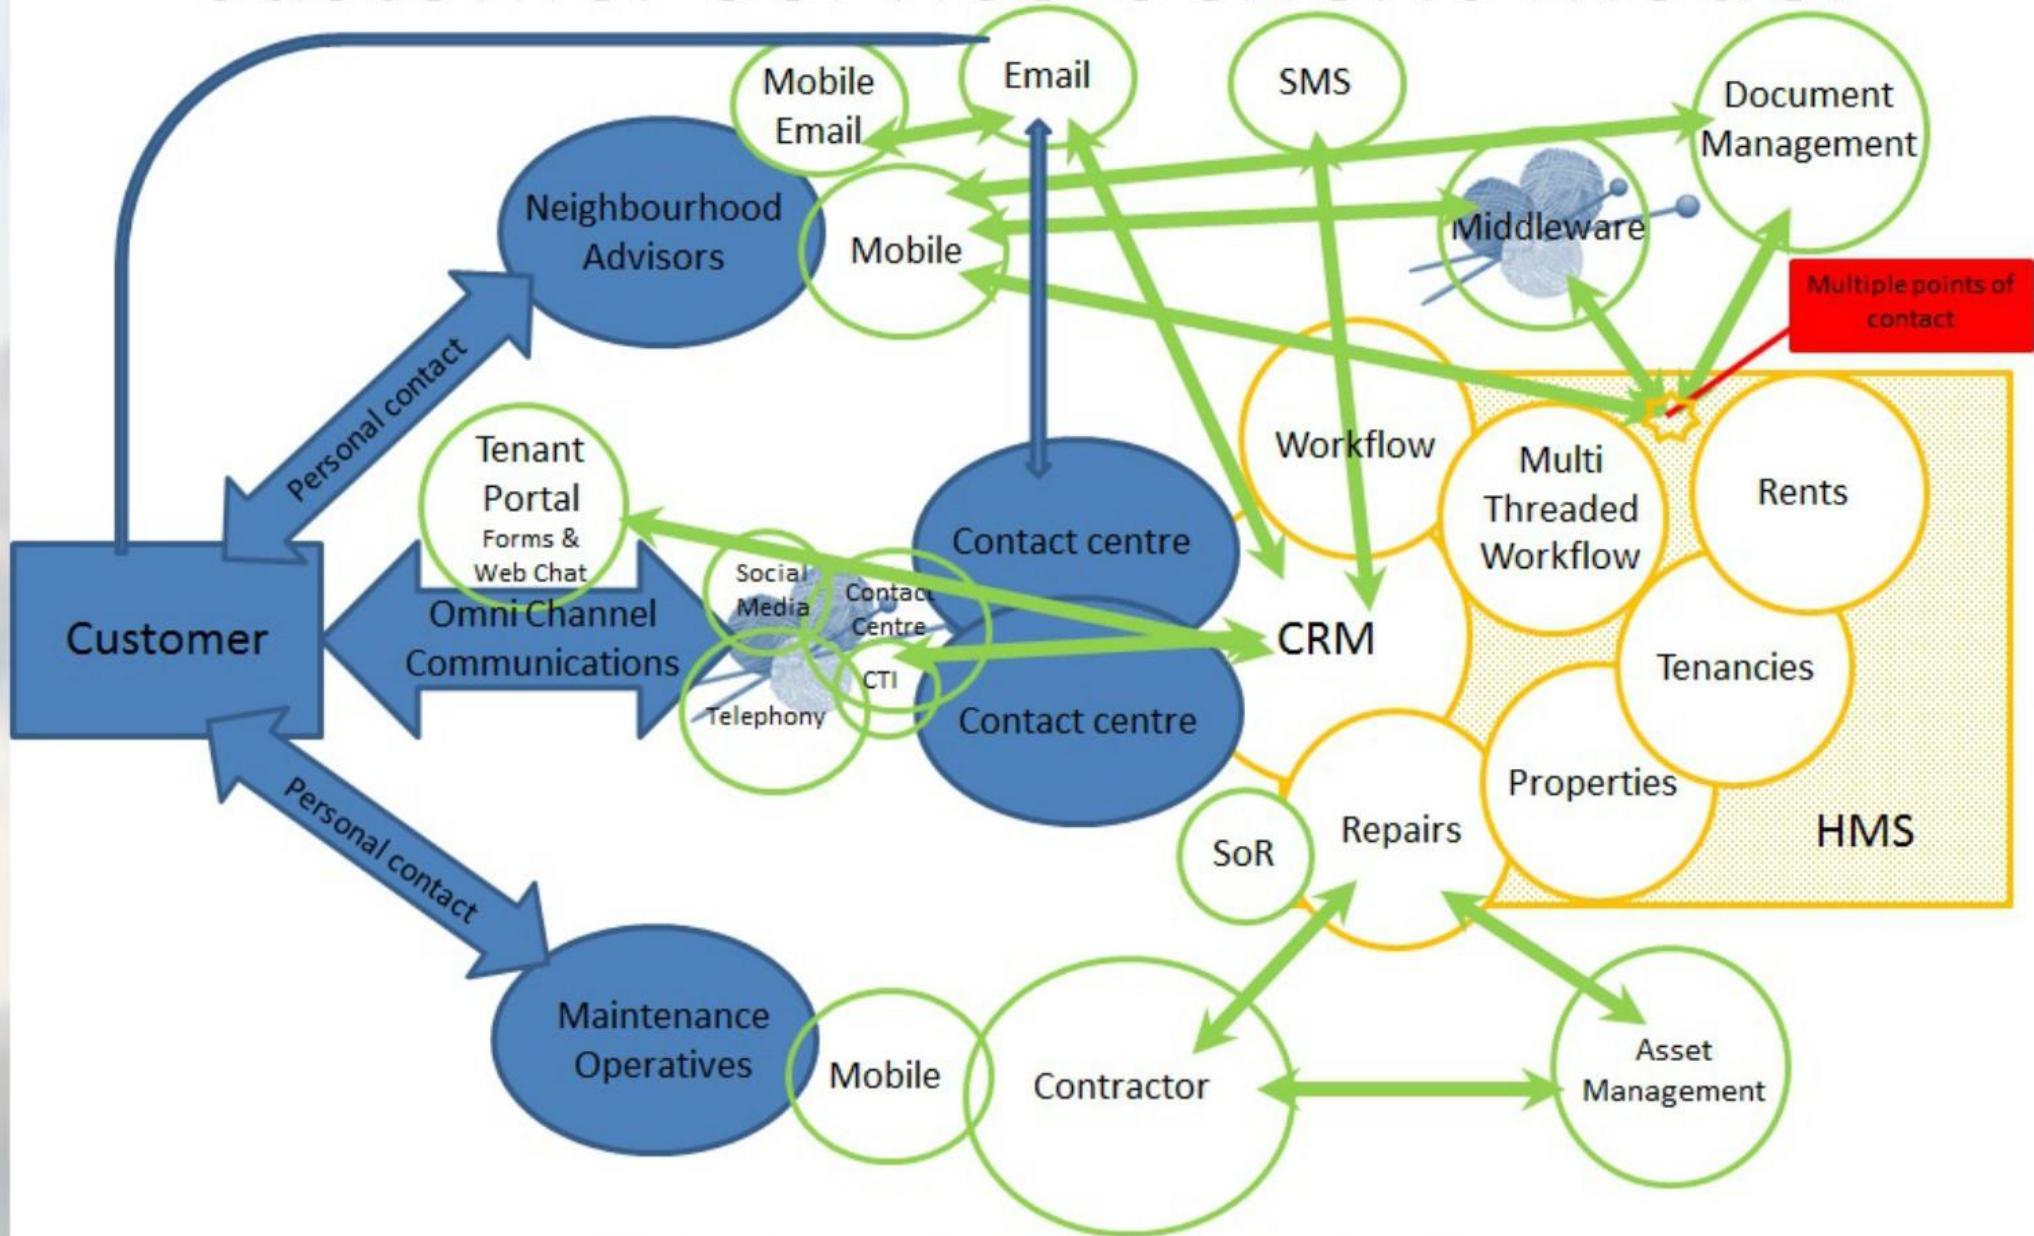 Mobile
Email
Email
SMS
Document
Management
Neighbourhood
Advisors
Mobile
Middleware
Multiple points of
contact
Personal contact
Tenant
Portal
Forms &
Web Chat
Workflow
Multi
Threaded
Workflow
Rents
Contact centre
Social
Media
Contact
Centre
Customer
Omni Channel
Communications
CRM
Tenancies
CTI
Telephony
Contact centre
Properties
Personal contact
SoR
Repairs
HMS
Maintenance
Operatives
Mobile
Contractor
Asset
Management